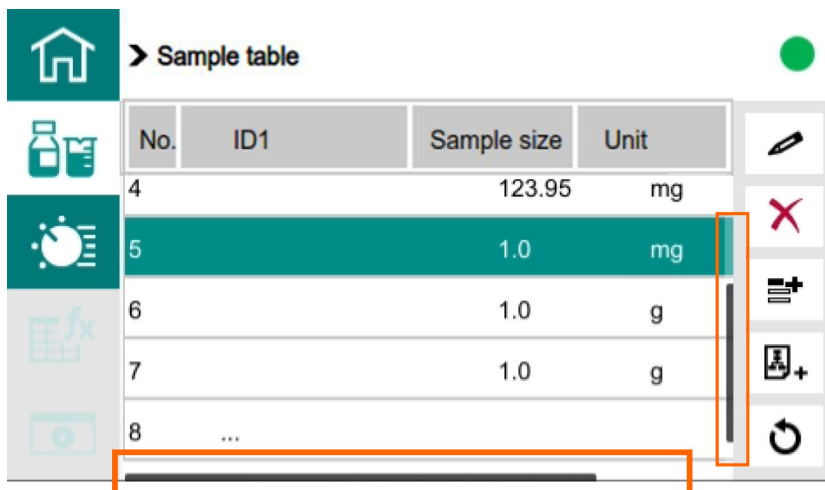 Sample table
No. ID1 Sample size Unit
4 123.95 mg
5 1.0 mg
6 1.0 g
7 1.0 g
8 ...